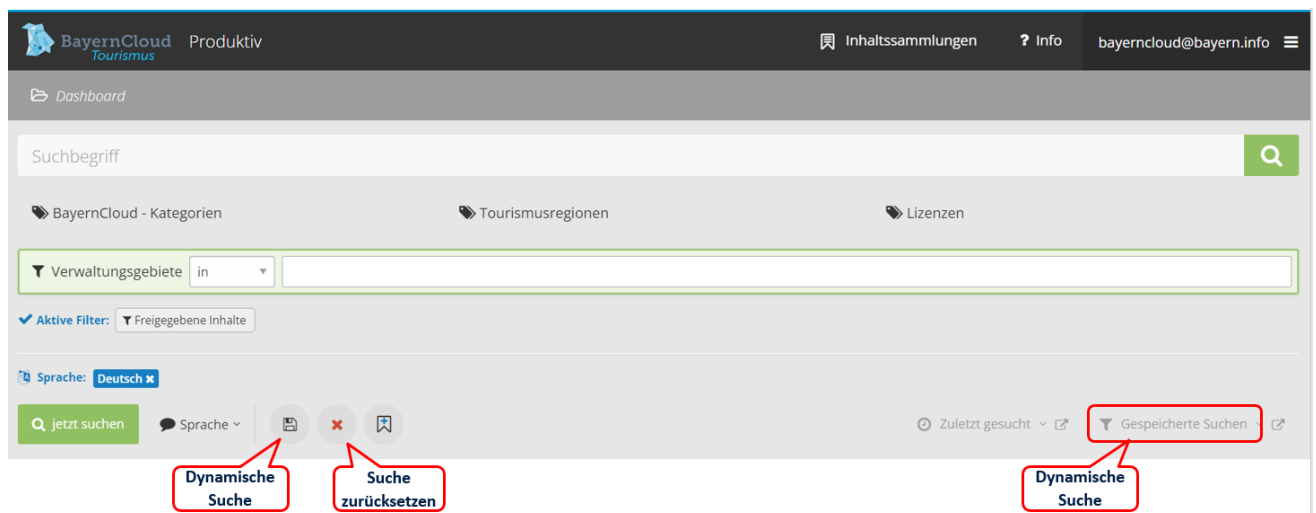 BayernCloud Produktiv Inhaltssammlungen ? Info bayerncloud@bayern.info
Tourismus
Dashboard
Suchbegriff
BayernCloud - Kategorien Tourismusregionen Lizenzen
Verwaltungsgebiete in
Aktive Filter: Freigegebene Inhalte
Sprache: Deutsch
jetzt suchen Sprache Zuletzt gesucht Gespeicherte Suchen
Dynamische Suche
Suche zurücksetzen
Dynamische Suche